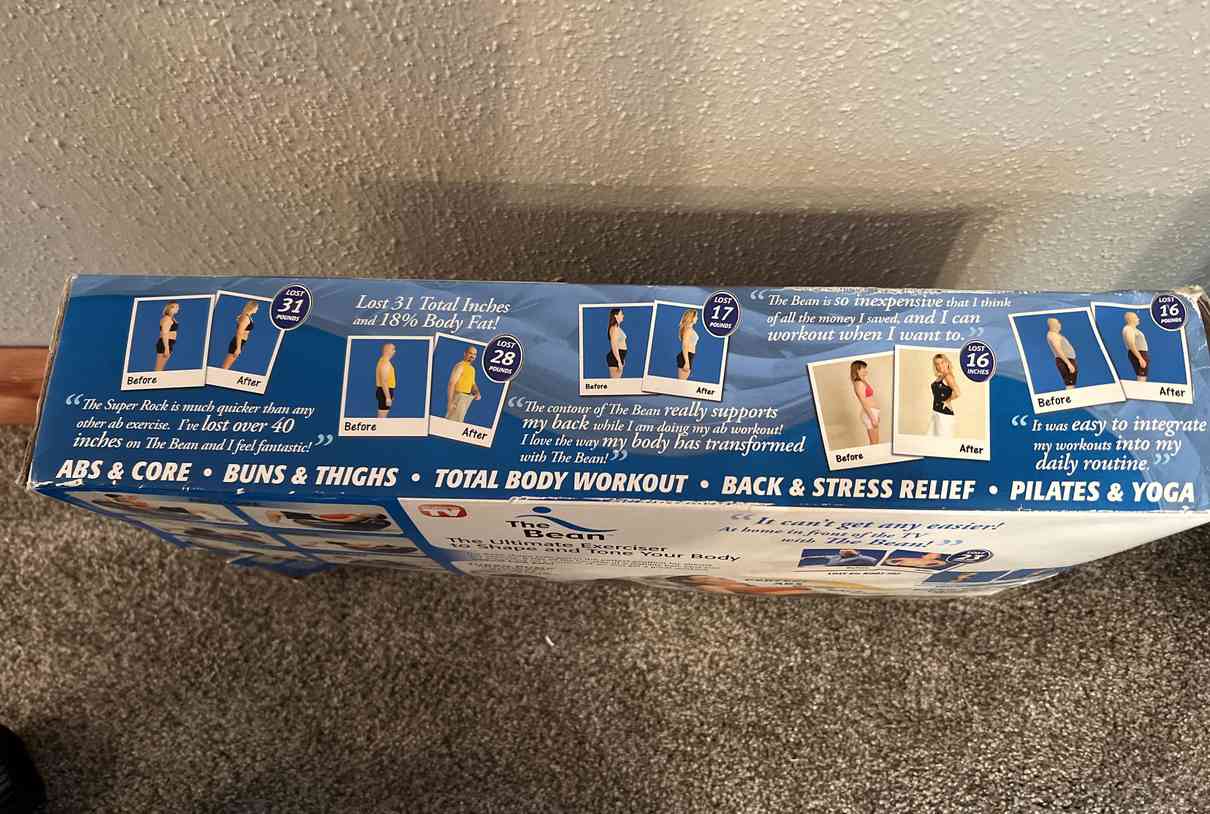 LOST
31
POUNDS
Before
After
“The Super Rock is much quicker than any
other ab exercise. I've lost over 40
inches on The Bean and I feel fantastic!”
Lost 31 Total Inches
and 18% Body Fat!
LOST
28
POUNDS
Before
After
LOST
17
POUNDS
Before
After
“The contour of The Bean really supports
my back while I am doing my ab workout!
I love the way my body has transformed
with The Bean!”
“The Bean is so inexpensive that I think
of all the money I saved, and I can
workout when I want to.”
LOST
16
INCHES
Before
After
LOST
16
POUNDS
Before
After
“It was easy to integrate
my workouts into my
daily routine.”
ABS & CORE • BUNS & THIGHS • TOTAL BODY WORKOUT • BACK & STRESS RELIEF • PILATES & YOGA
TV
The
Bean
The Ultimate Exerciser
Shape and Tone Your Body
“It can't get any easier!
At home in front of the TV
with The Bean!”